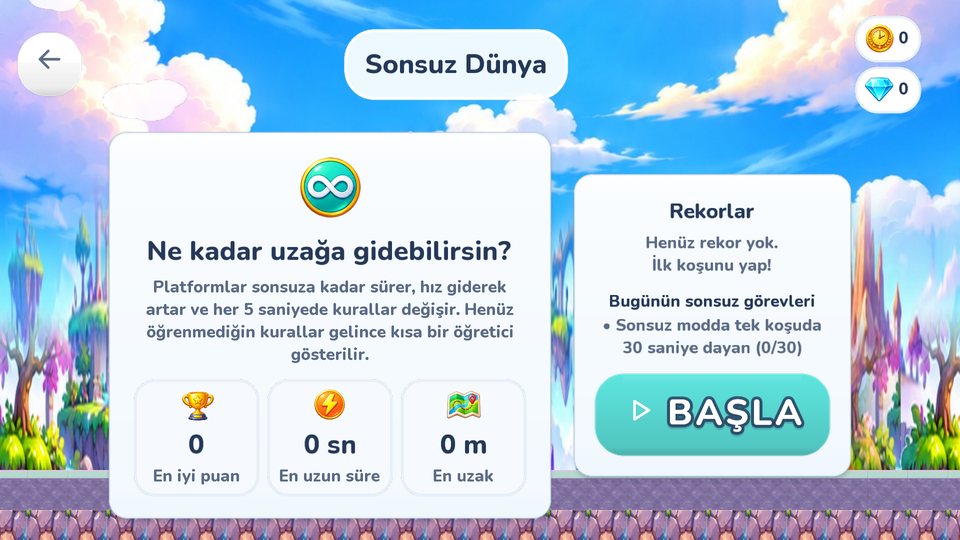 Sonsuz Dünya
0
0
Ne kadar uzağa gidebilirsin?
Platformlar sonsuza kadar sürer, hız giderek
artar ve her 5 saniyede kurallar değişir. Henüz
öğrenmediğin kurallar gelince kısa bir öğretici
gösterilir.
0
En iyi puan
0 sn
En uzun süre
0 m
En uzak
Rekorlar
Henüz rekor yok.
İlk koşunu yap!
Bugünün sonsuz görevleri
• Sonsuz modda tek koşuda
30 saniye dayan (0/30)
BAŞLA